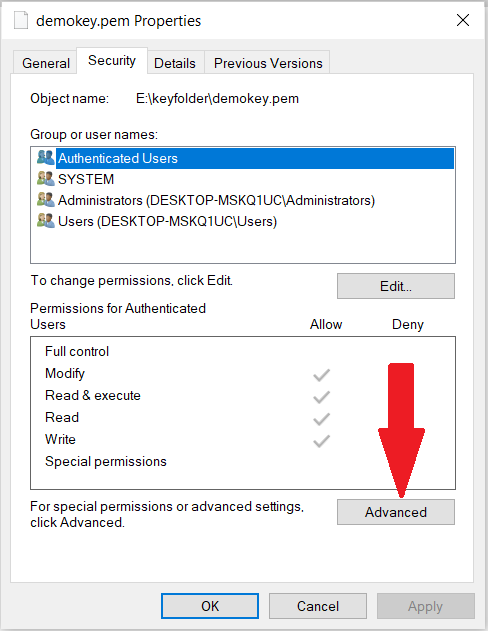 demokey.pem Properties
General Security Details Previous Versions
Object name: E:\keyfolder\demokey.pem
Group or user names:
Authenticated Users
SYSTEM
Administrators (DESKTOP-MSKQ1UC\Administrators)
Users (DESKTOP-MSKQ1UC\Users)
To change permissions, click Edit.
Edit...
Permissions for Authenticated
Users
Allow Deny
Full control
Modify
Read & execute
Read
Write
Special permissions
For special permissions or advanced settings,
click Advanced.
Advanced
OK Cancel Apply